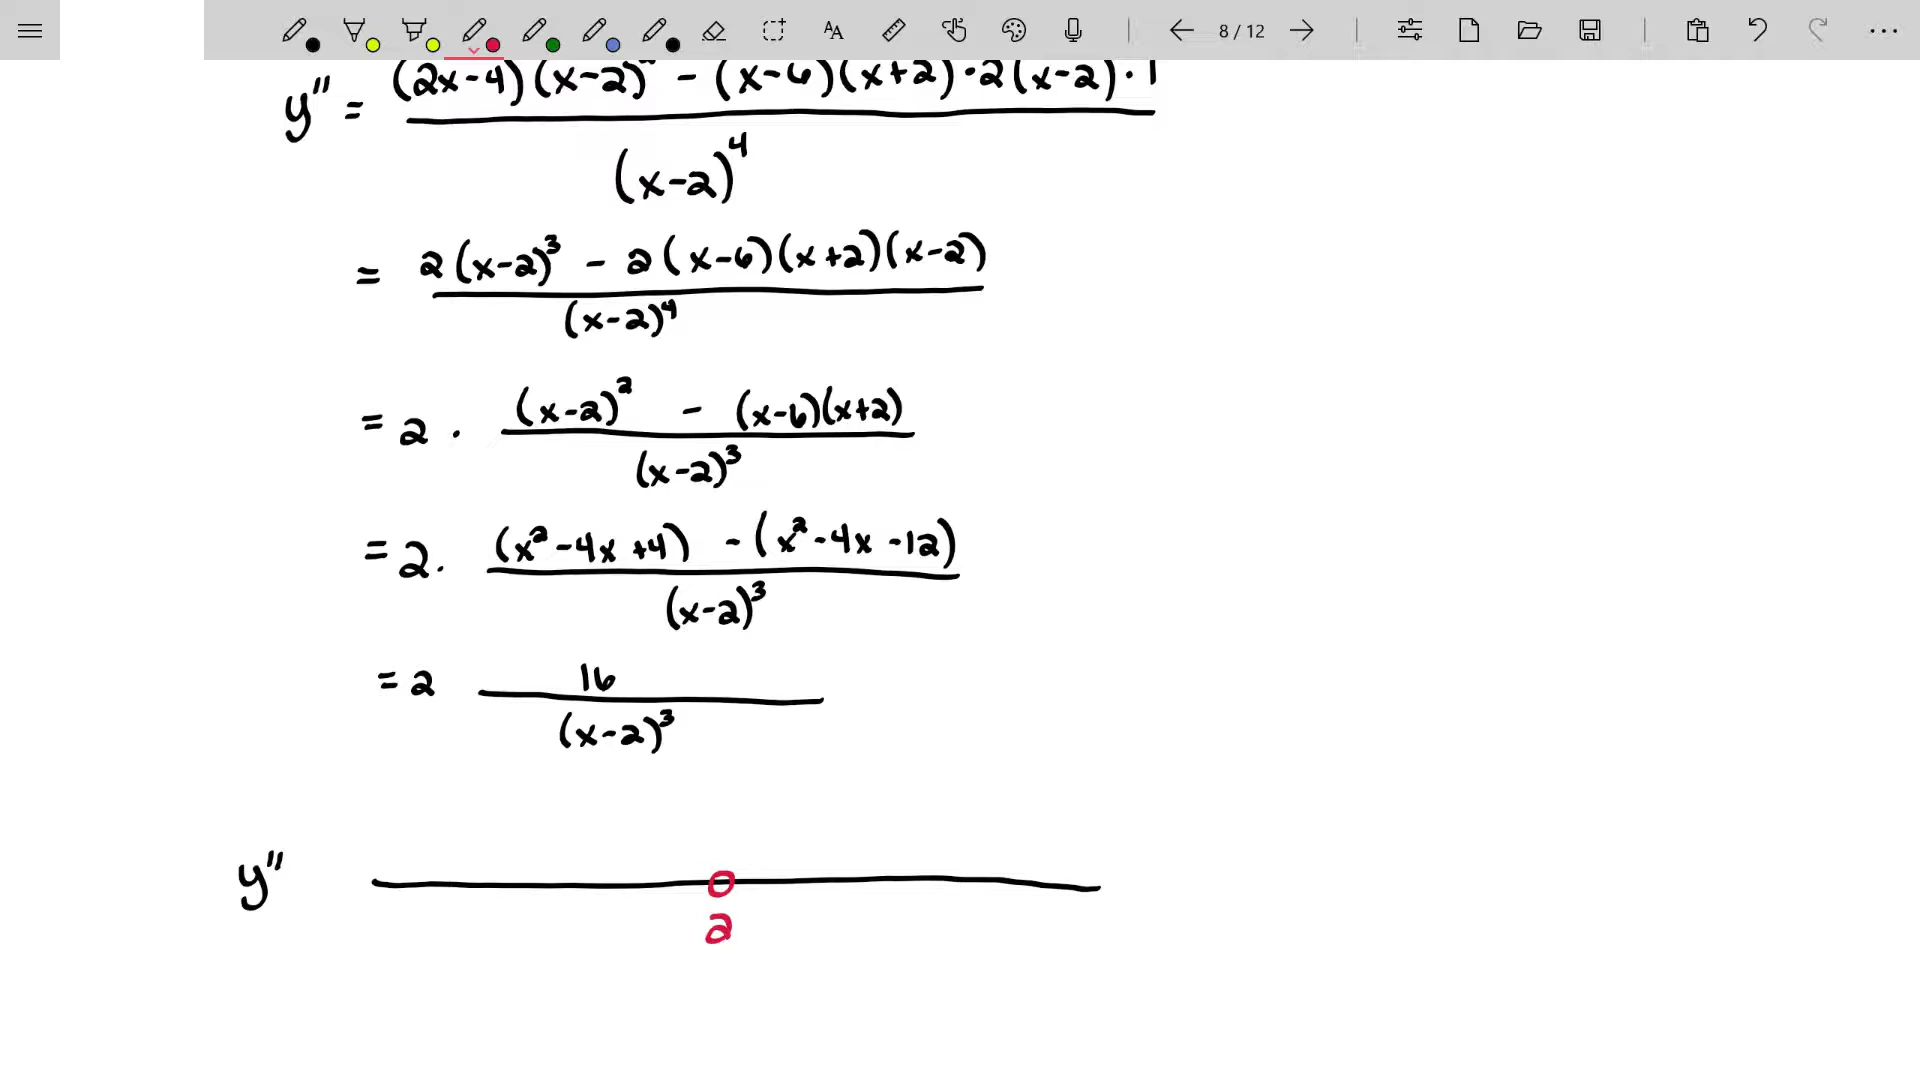 8 / 12
y'' = (2x-4)(x-2)² - (x-6)(x+2)·2(x-2)·1
(x-2)⁴
= 2(x-2)³ - 2(x-6)(x+2)(x-2)
(x-2)⁴
= 2 · (x-2)² - (x-6)(x+2)
(x-2)³
= 2 · (x²-4x+4) - (x²-4x-12)
(x-2)³
= 2 16
(x-2)³
y''
2